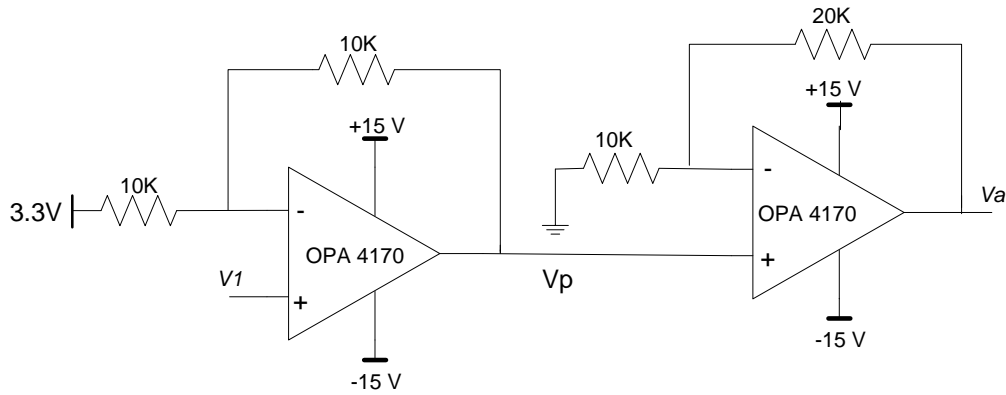 20K
10K
+15 V
+15 V
10K
10K
-
3.3V
-
OPA 4170
Va
OPA 4170
V1
+
Vp
+
-15 V
-15 V